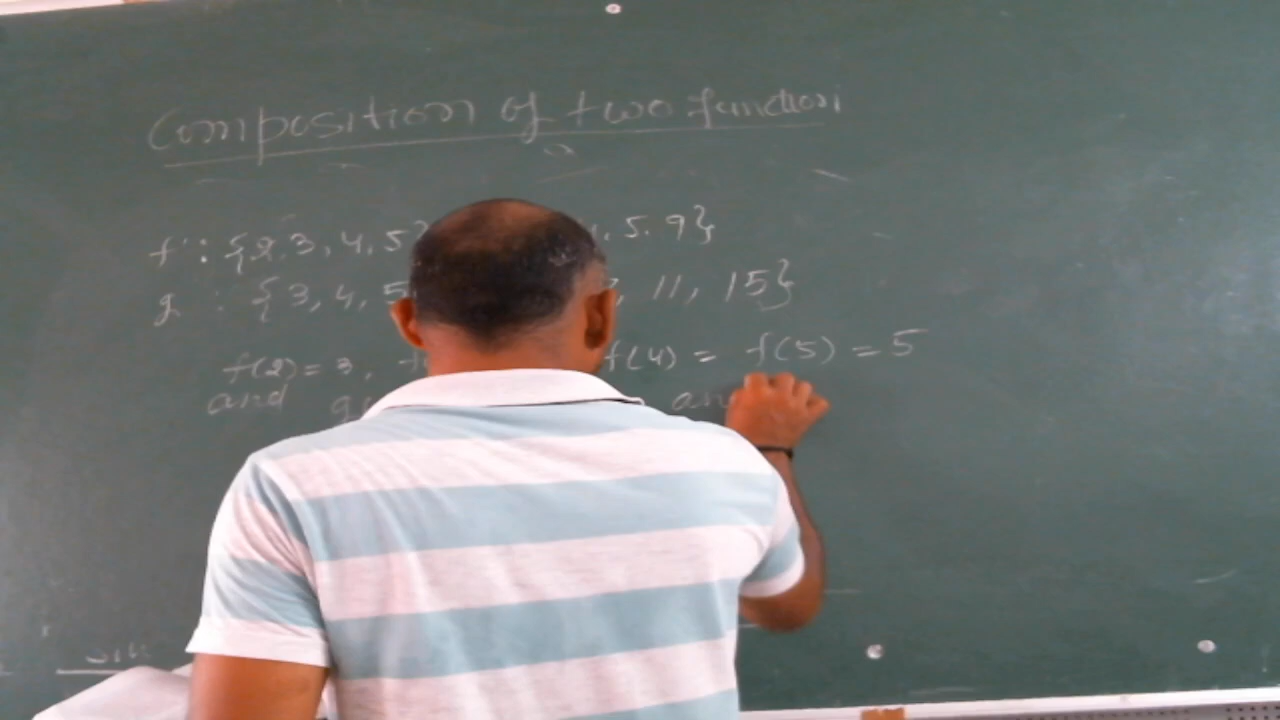 Composition of two function
f : {2, 3, 4, 5} , 5. 9}
g : {3, 4, 5 , 11, 15}
f(2) = 3, f f(4) = f(5) = 5
and g an